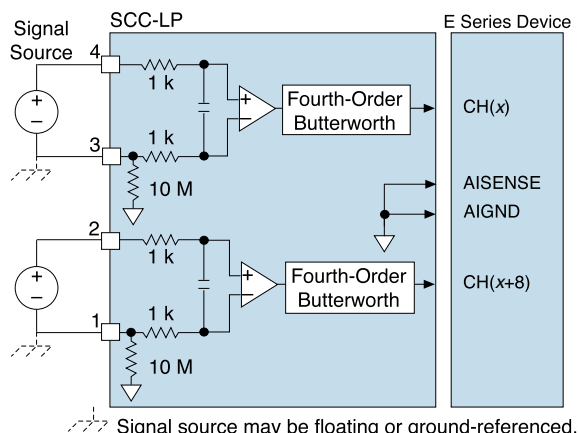 SCC-LP
E Series Device
Signal
Source
4
1 k
+
−
+
−
Fourth-Order
Butterworth
CH(x)
3
1 k
10 M
AISENSE
AIGND
2
1 k
+
−
+
−
Fourth-Order
Butterworth
CH(x+8)
1
1 k
10 M
Signal source may be floating or ground-referenced.